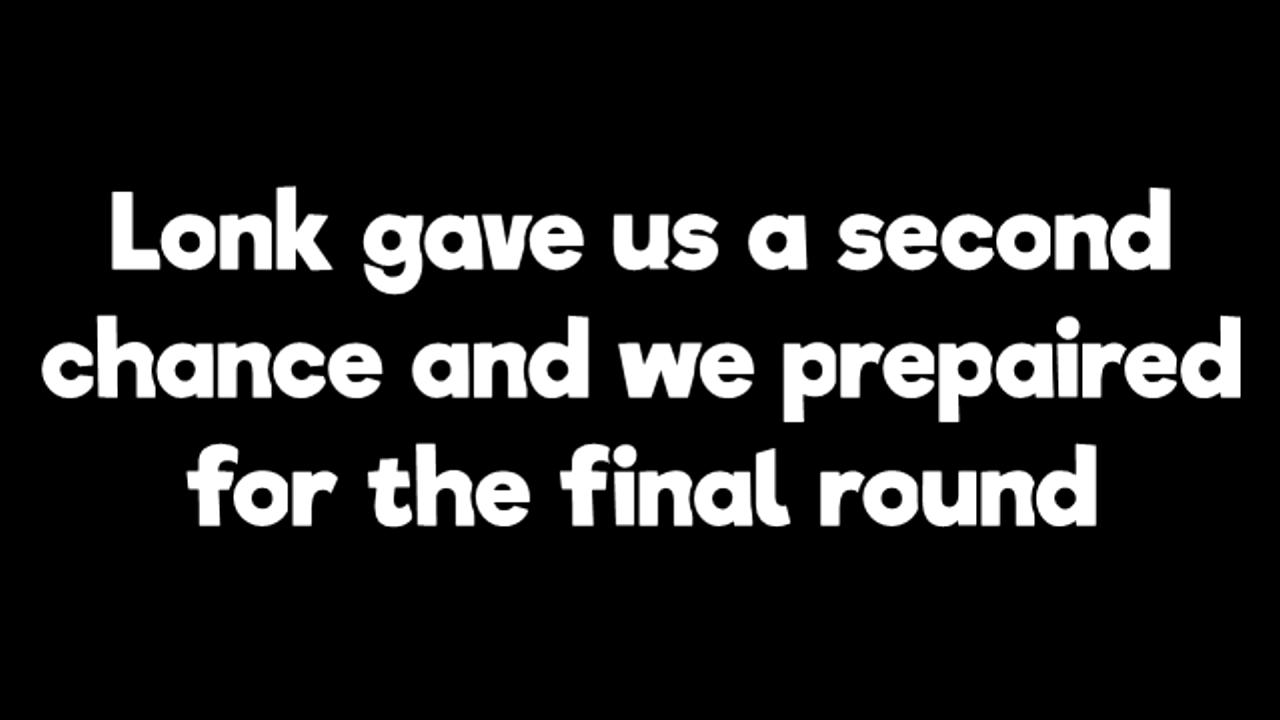 Lonk gave us a second
chance and we prepaired
for the final round